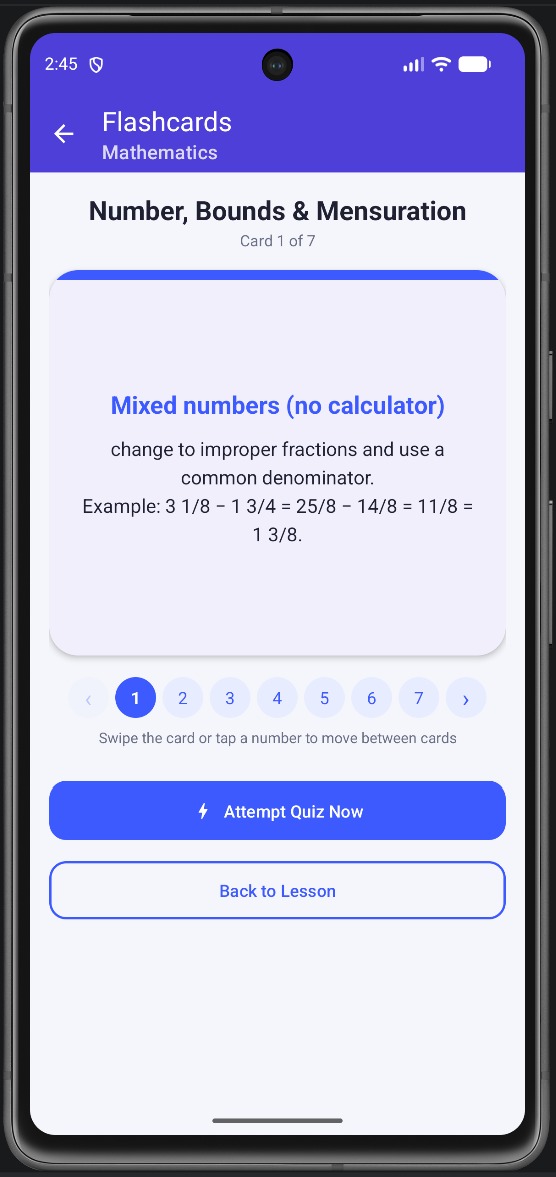 2:45
Flashcards
Mathematics
Number, Bounds & Mensuration
Card 1 of 7
Mixed numbers (no calculator)
change to improper fractions and use a
common denominator.
Example: 3 1/8 − 1 3/4 = 25/8 − 14/8 = 11/8 =
1 3/8.
‹ 1 2 3 4 5 6 7 ›
Swipe the card or tap a number to move between cards
Attempt Quiz Now
Back to Lesson